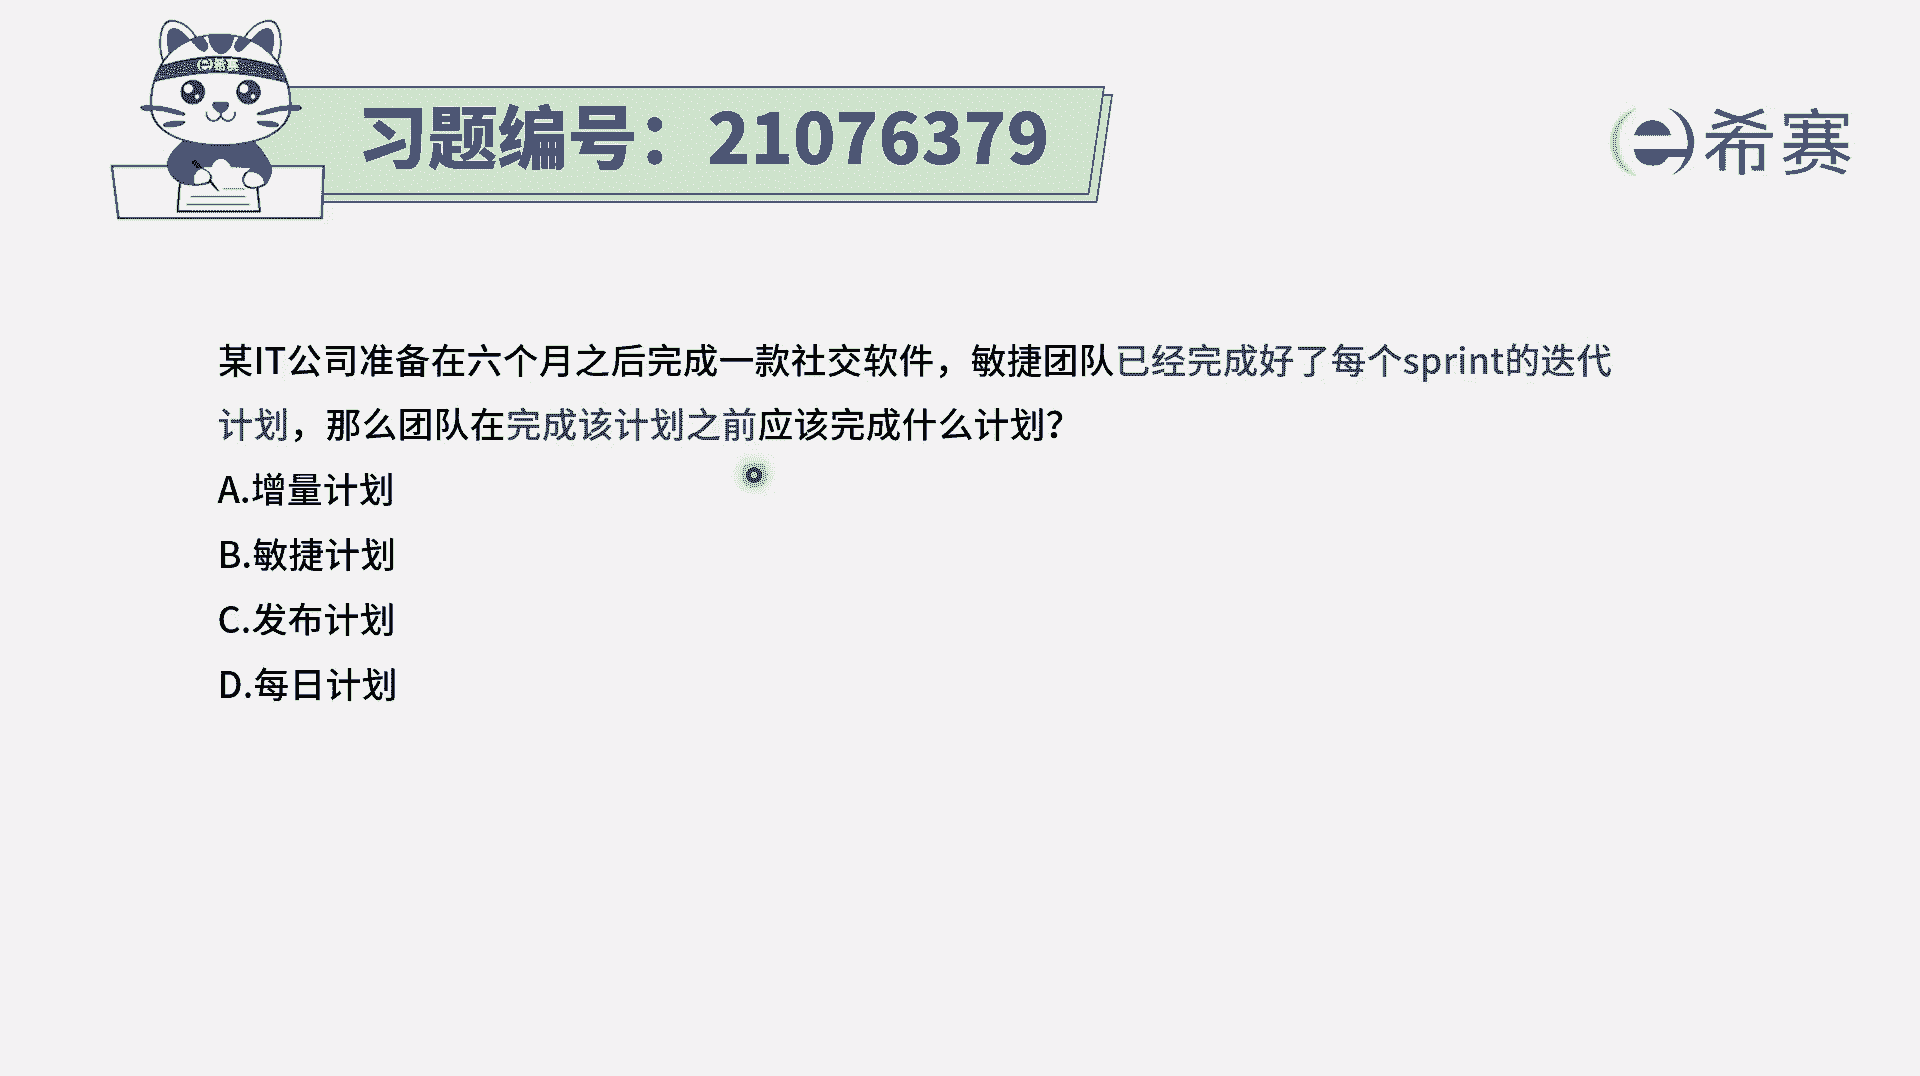 希赛
习题编号：21076379
希赛
某IT公司准备在六个月之后完成一款社交软件，敏捷团队已经完成好了每个sprint的迭代
计划，那么团队在完成该计划之前应该完成什么计划？
A.增量计划
B.敏捷计划
C.发布计划
D.每日计划